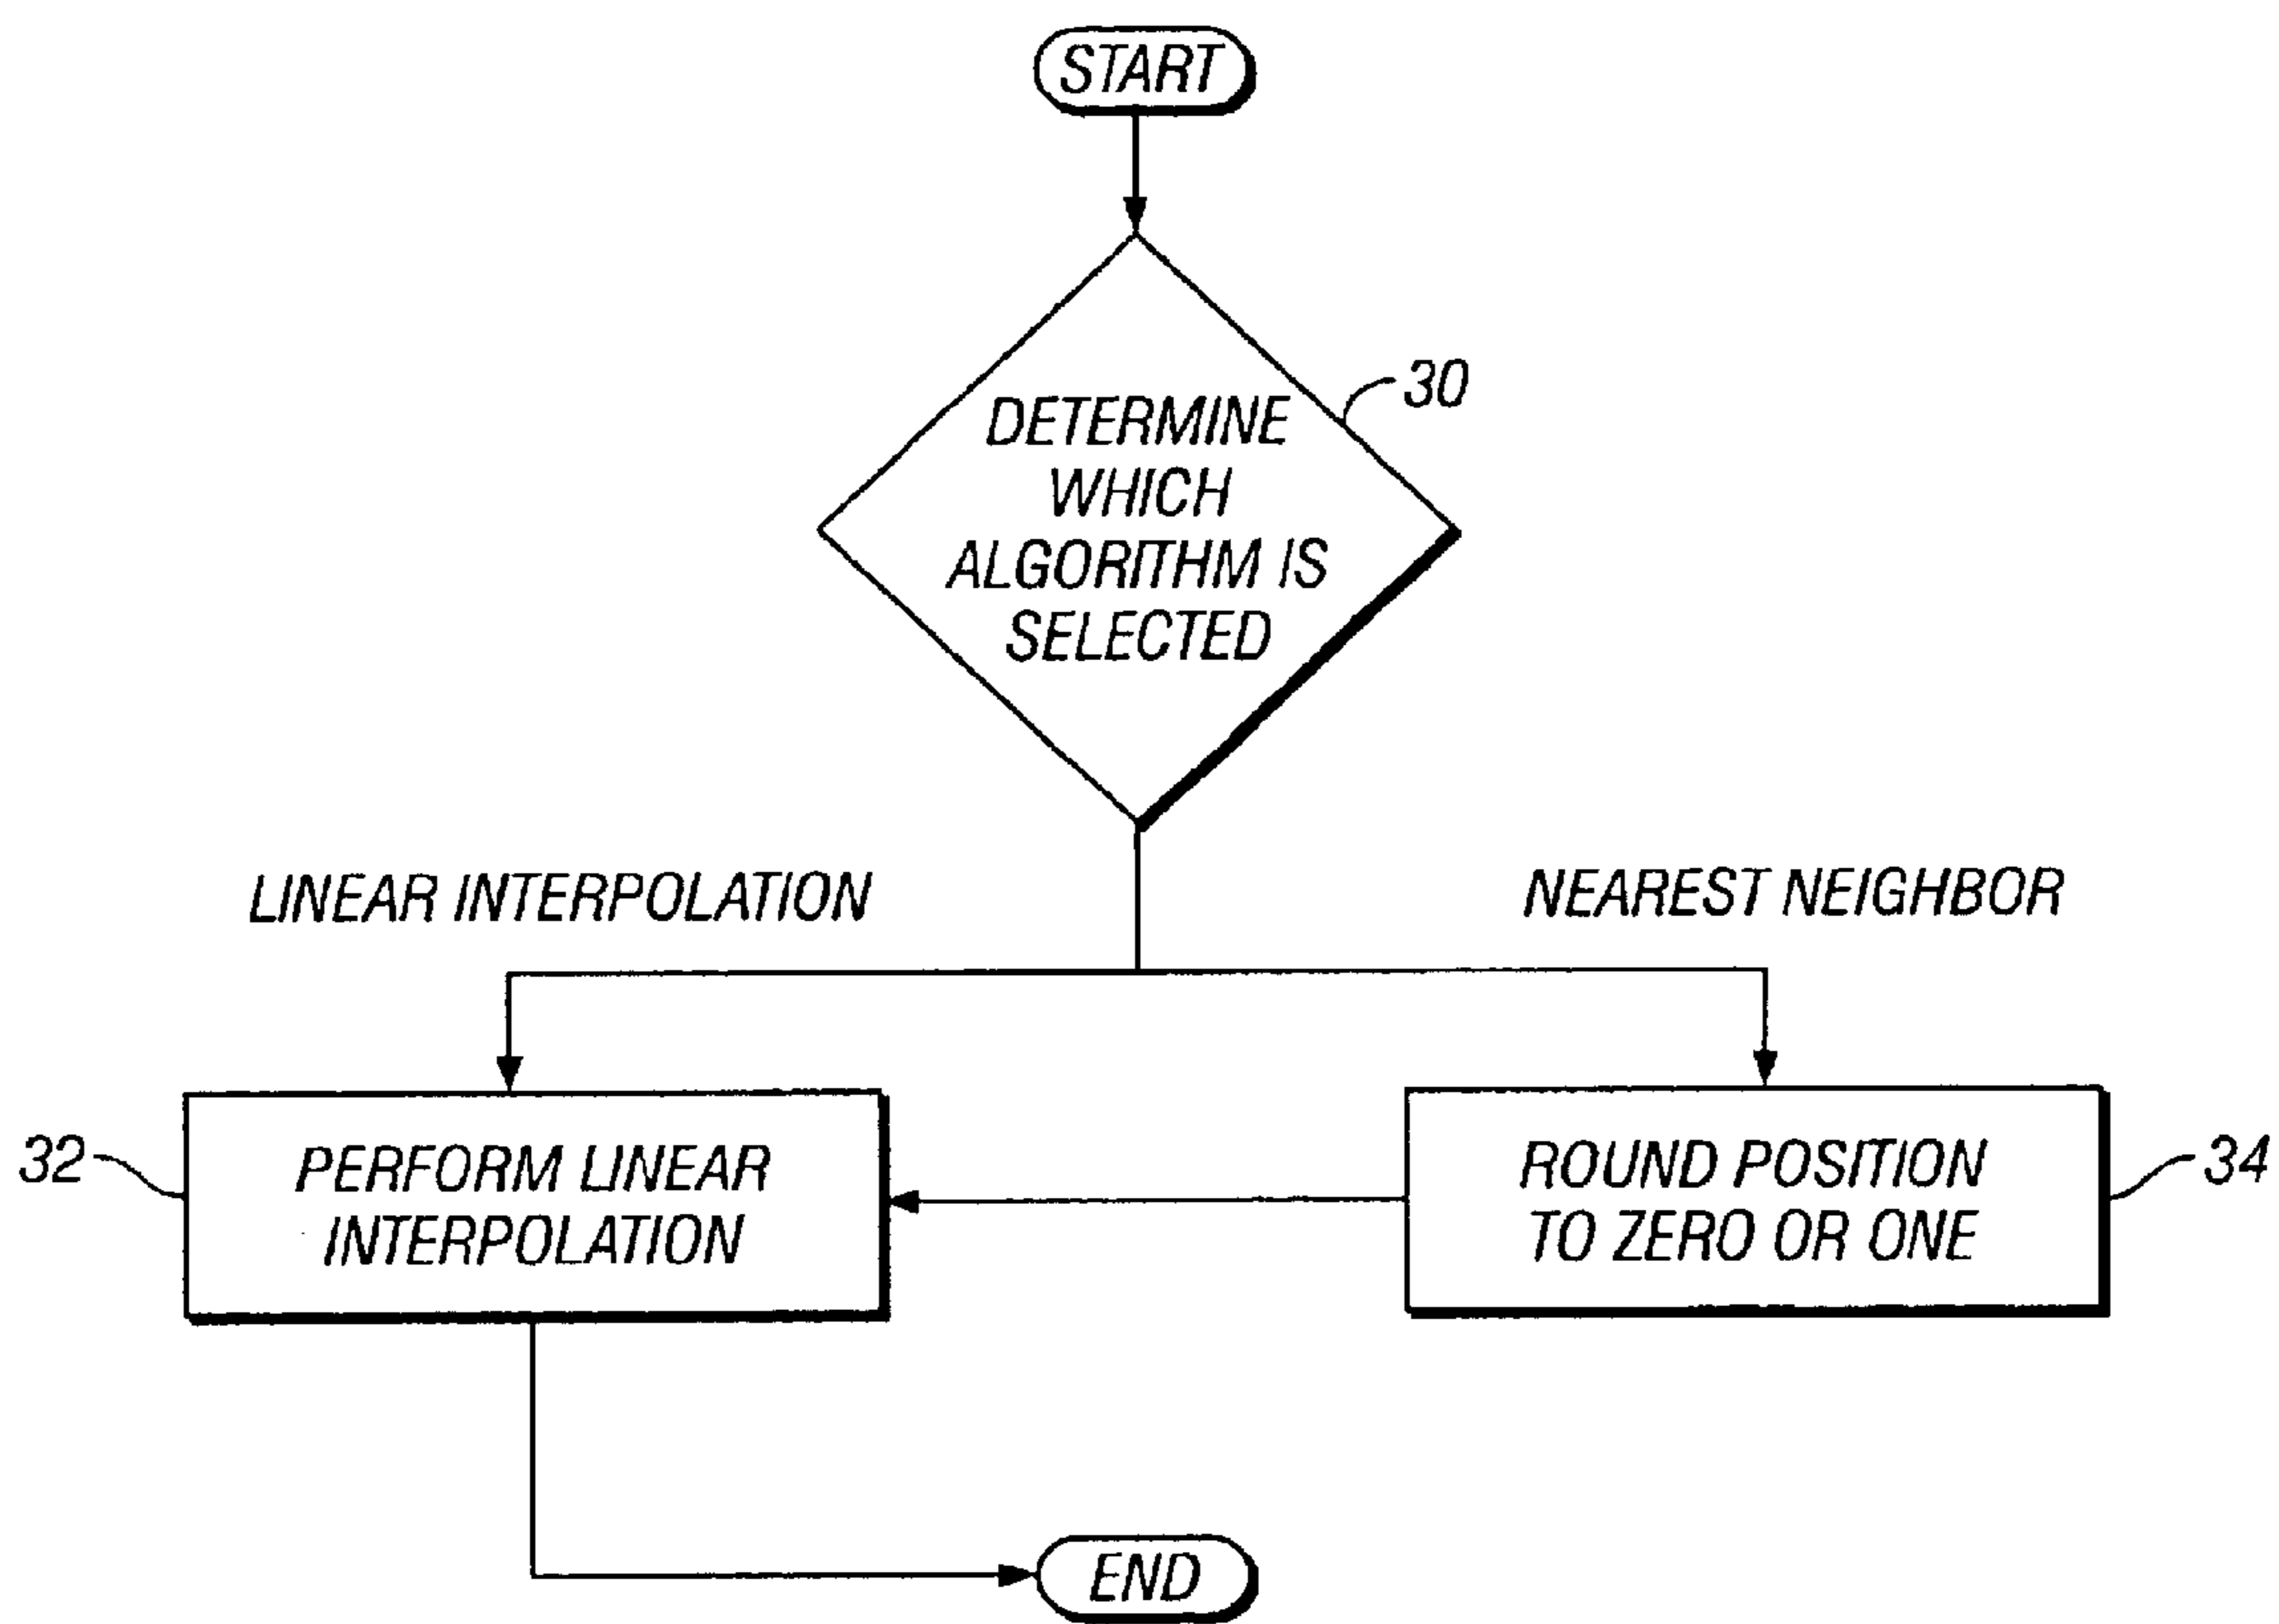 START
30
DETERMINE
WHICH
ALGORITHM IS
SELECTED
LINEAR INTERPOLATION
NEAREST NEIGHBOR
32
PERFORM LINEAR
INTERPOLATION
ROUND POSITION
TO ZERO OR ONE
34
END